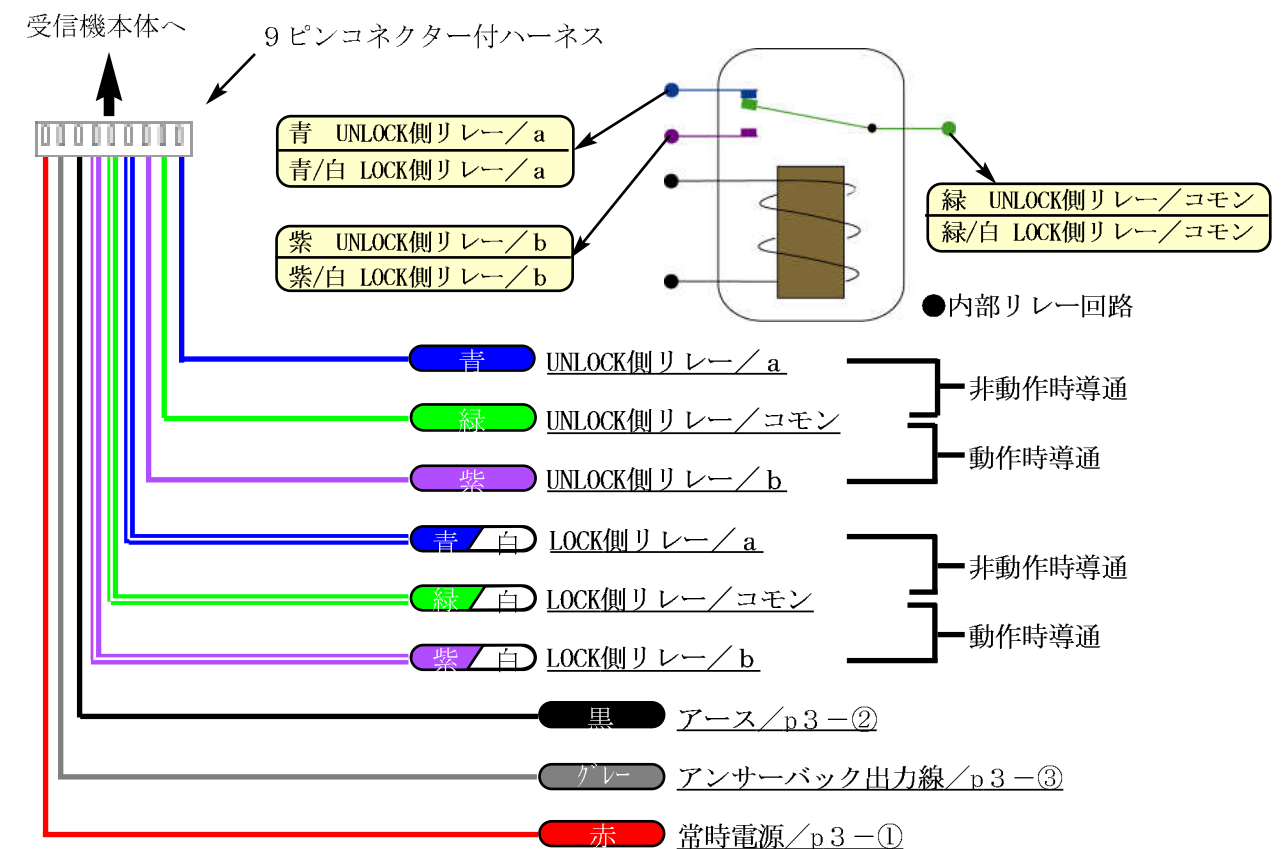 受信機本体へ
9ピンコネクター付ハーネス
青 UNLOCK側リレー/a
青/白 LOCK側リレー/a
紫 UNLOCK側リレー/b
紫/白 LOCK側リレー/b
緑 UNLOCK側リレー/コモン
緑/白 LOCK側リレー/コモン
●内部リレー回路
青 UNLOCK側リレー/a
非動作時導通
緑 UNLOCK側リレー/コモン
動作時導通
紫 UNLOCK側リレー/b
青/白 LOCK側リレー/a
非動作時導通
緑/白 LOCK側リレー/コモン
動作時導通
紫/白 LOCK側リレー/b
黒 アース/p3-②
グレー アンサーバック出力線/p3-③
赤 常時電源/p3-①